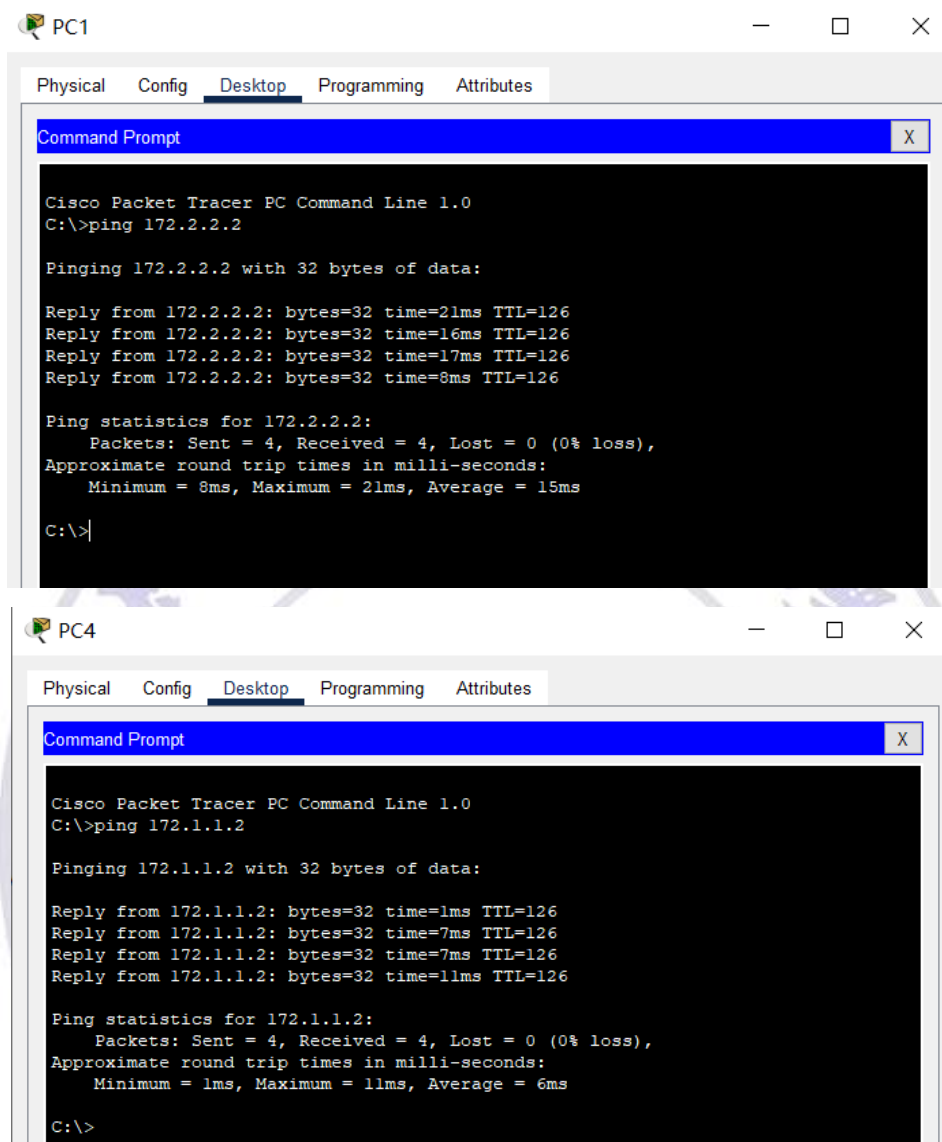 PC1
Physical Config Desktop Programming Attributes
Command Prompt X
Cisco Packet Tracer PC Command Line 1.0
C:\>ping 172.2.2.2
Pinging 172.2.2.2 with 32 bytes of data:
Reply from 172.2.2.2: bytes=32 time=21ms TTL=126
Reply from 172.2.2.2: bytes=32 time=16ms TTL=126
Reply from 172.2.2.2: bytes=32 time=17ms TTL=126
Reply from 172.2.2.2: bytes=32 time=8ms TTL=126
Ping statistics for 172.2.2.2:
Packets: Sent = 4, Received = 4, Lost = 0 (0% loss),
Approximate round trip times in milli-seconds:
Minimum = 8ms, Maximum = 21ms, Average = 15ms
C:\>
PC4
Physical Config Desktop Programming Attributes
Command Prompt X
Cisco Packet Tracer PC Command Line 1.0
C:\>ping 172.1.1.2
Pinging 172.1.1.2 with 32 bytes of data:
Reply from 172.1.1.2: bytes=32 time=1ms TTL=126
Reply from 172.1.1.2: bytes=32 time=7ms TTL=126
Reply from 172.1.1.2: bytes=32 time=7ms TTL=126
Reply from 172.1.1.2: bytes=32 time=11ms TTL=126
Ping statistics for 172.1.1.2:
Packets: Sent = 4, Received = 4, Lost = 0 (0% loss),
Approximate round trip times in milli-seconds:
Minimum = 1ms, Maximum = 11ms, Average = 6ms
C:\>